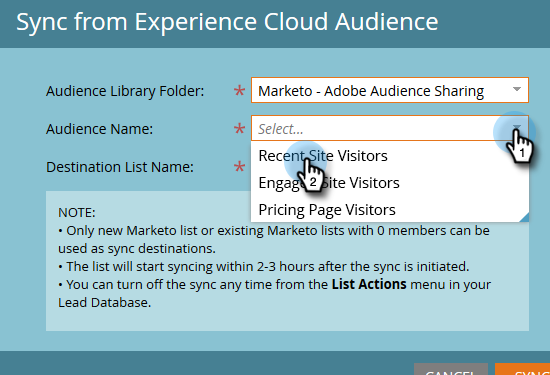 Sync from Experience Cloud Audience
Audience Library Folder: * Marketo - Adobe Audience Sharing
Audience Name: * Select...
1
Recent Site Visitors
Destination List Name: *
2
Engaged Site Visitors
Pricing Page Visitors
NOTE:
• Only new Marketo list or existing Marketo lists with 0 members can be
used as sync destinations.
• The list will start syncing within 2-3 hours after the sync is initiated.
• You can turn off the sync any time from the List Actions menu in your
Lead Database.
CANCEL SYNC